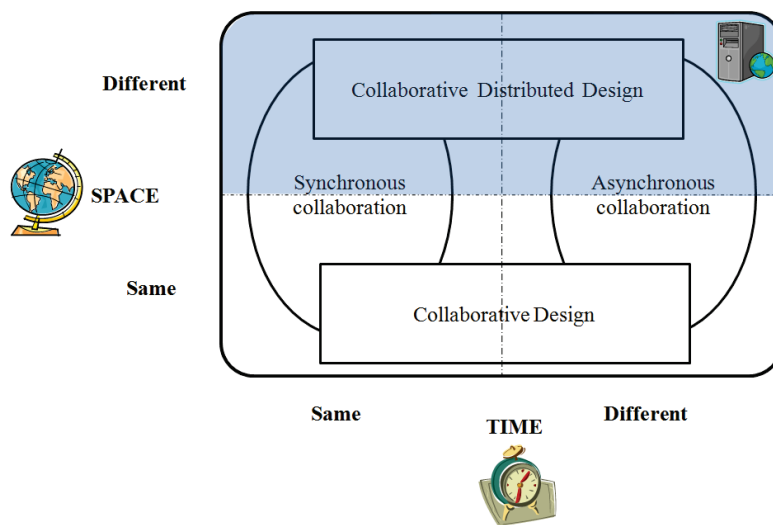 Different
Collaborative Distributed Design
SPACE
Synchronous
collaboration
Asynchronous
collaboration
Same
Collaborative Design
Same
TIME
Different